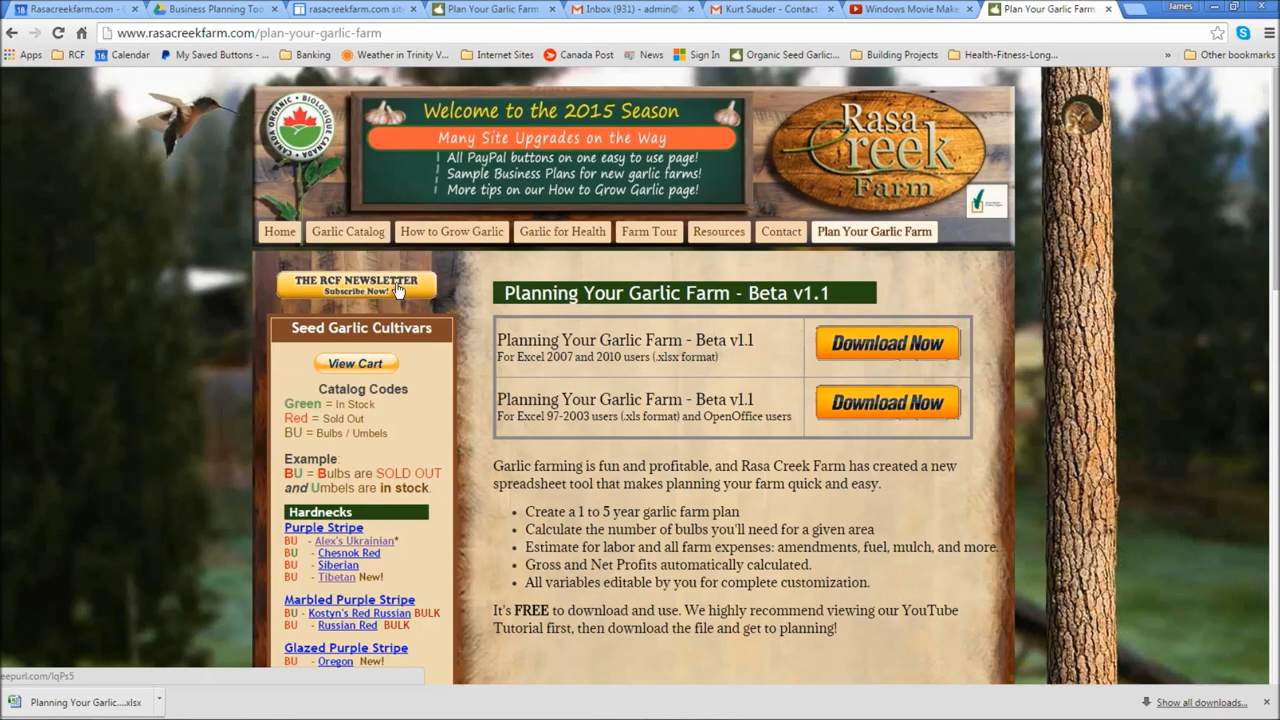 Rasacreekfarm.com - C
Business Planning Too
rasacreekfarm.com site
Plan Your Garlic Farm
Inbox (931) - admin@
Kurt Sauder - Contact
Windows Movie Make
Plan Your Garlic Farm
James
www.rasacreekfarm.com/plan-your-garlic-farm
Apps
RCF
Calendar
My Saved Buttons - ...
Banking
Weather in Trinity V...
Internet Sites
Canada Post
News
Sign In
Organic Seed Garlic:...
Building Projects
Health-Fitness-Long...
»
Other bookmarks
CANADA ORGANIC • BIOLOGIQUE CANADA
Welcome to the 2015 Season
Many Site Upgrades on the Way
All PayPal buttons on one easy to use page!
Sample Business Plans for new garlic farms!
More tips on our How to Grow Garlic page!
Rasa
Creek
Farm
Home
Garlic Catalog
How to Grow Garlic
Garlic for Health
Farm Tour
Resources
Contact
Plan Your Garlic Farm
THE RCF NEWSLETTER
Subscribe Now!
Seed Garlic Cultivars
View Cart
Catalog Codes
Green = In Stock
Red = Sold Out
BU = Bulbs / Umbels
Example:
BU = Bulbs are SOLD OUT
and Umbels are in stock.
Hardnecks
Purple Stripe
BU - Alex's Ukrainian*
BU - Chesnok Red
BU - Siberian
BU - Tibetan New!
Marbled Purple Stripe
BU - Kostyn's Red Russian BULK
BU - Russian Red BULK
Glazed Purple Stripe
BU - Oregon New!
Planning Your Garlic Farm - Beta v1.1
Planning Your Garlic Farm - Beta v1.1
For Excel 2007 and 2010 users (.xlsx format)
Download Now
Planning Your Garlic Farm - Beta v1.1
For Excel 97-2003 users (.xls format) and OpenOffice users
Download Now
Garlic farming is fun and profitable, and Rasa Creek Farm has created a new
spreadsheet tool that makes planning your farm quick and easy.
• Create a 1 to 5 year garlic farm plan
• Calculate the number of bulbs you'll need for a given area
• Estimate for labor and all farm expenses: amendments, fuel, mulch, and more.
• Gross and Net Profits automatically calculated.
• All variables editable by you for complete customization.
It's FREE to download and use. We highly recommend viewing our YouTube
Tutorial first, then download the file and get to planning!
eepurl.com/lqPs5
Planning Your Garlic....xlsx
Show all downloads...